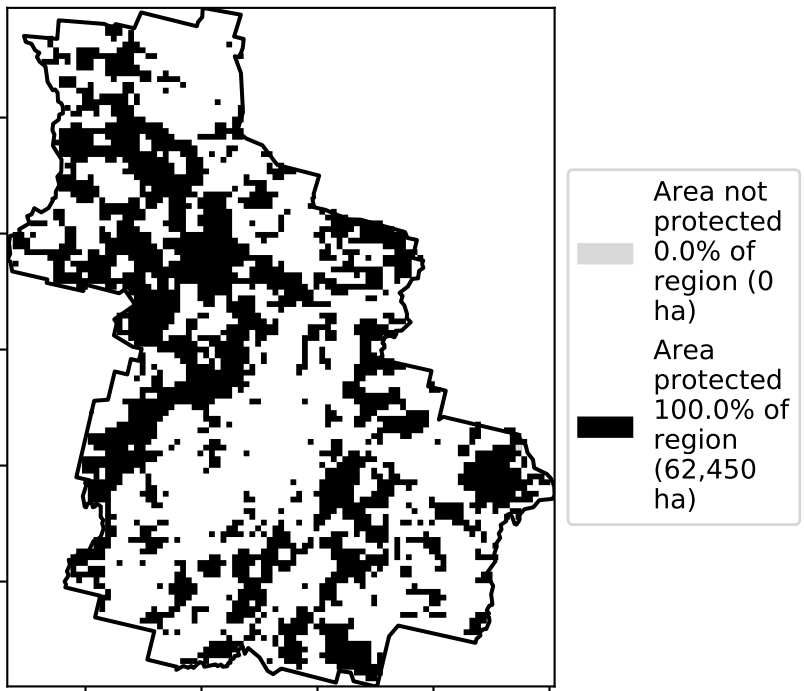 Area not
protected
0.0% of
region (0
ha)
Area
protected
100.0% of
region
(62,450
ha)